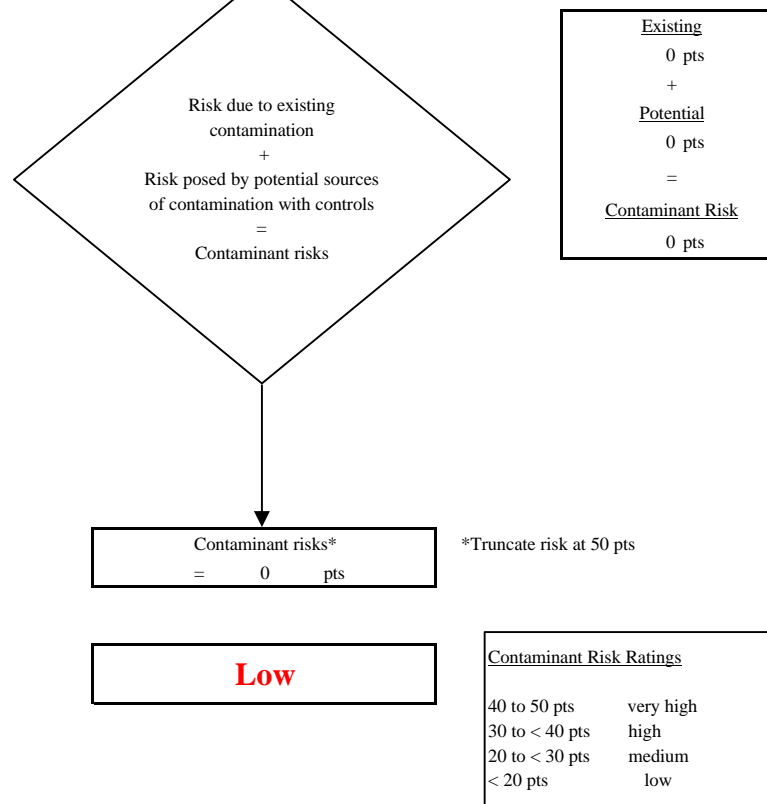 Risk due to existing
contamination
+
Risk posed by potential sources
of contamination with controls
=
Contaminant risks
Existing
0 pts
+
Potential
0 pts
=
Contaminant Risk
0 pts
Contaminant risks*
= 0 pts
*Truncate risk at 50 pts
Low
Contaminant Risk Ratings
40 to 50 pts very high
30 to < 40 pts high
20 to < 30 pts medium
< 20 pts low